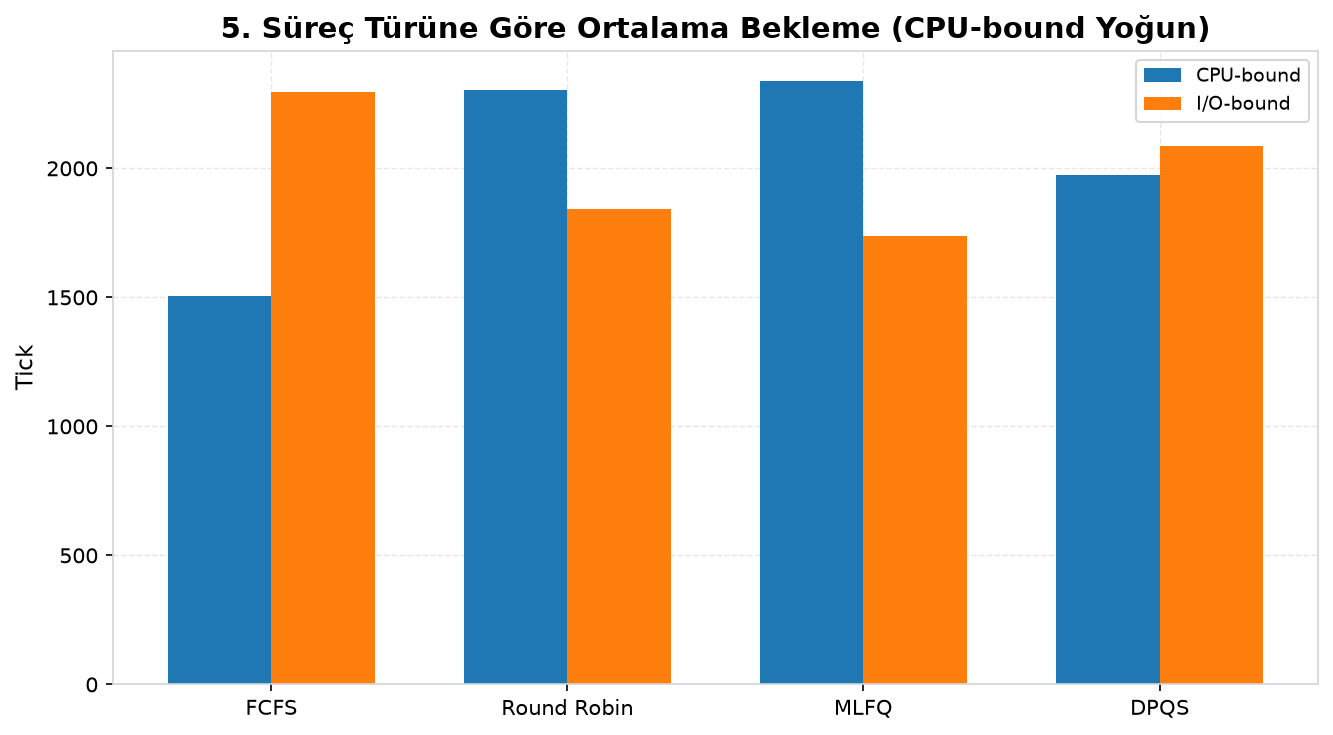 5. Süreç Türüne Göre Ortalama Bekleme (CPU-bound Yoğun)
CPU-bound
I/O-bound
Tick
2000
1500
1000
500
0
FCFS
Round Robin
MLFQ
DPQS